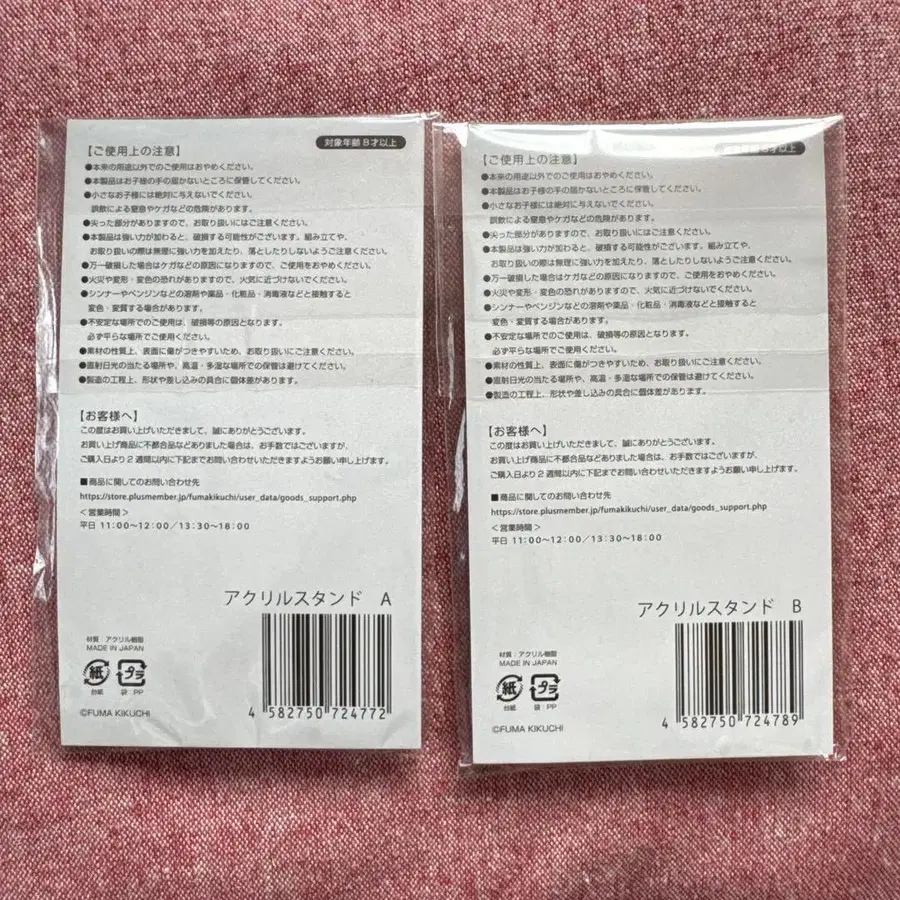 対象年齢 8才以上
【ご使用上の注意】
●本来の用途以外でのご使用はおやめください。
●本製品はお子様の手の届かないところに保管してください。
●小さなお子様には絶対に与えないでください。
誤飲による窒息やケガなどの危険があります。
●尖った部分がありますので、お取り扱いにはご注意ください。
●本製品は強い力が加わると、破損する可能性がございます。組み立てや、
お取り扱いの際は無理に強い力を加えたり、落としたりしないようご注意ください。
●万一破損した場合はケガなどの原因になりますので、ご使用をおやめください。
●火災や変形・変色の恐れがありますので、火気に近づけないでください。
●シンナーやベンジンなどの溶剤や薬品・化粧品・消毒液などと接触すると
変色・変質する場合があります。
●不安定な場所でのご使用は、破損等の原因となります。
必ず平らな場所でご使用ください。
●素材の性質上、表面に傷がつきやすいため、お取り扱いにご注意ください。
●直射日光の当たる場所や、高温・多湿な場所での保管は避けてください。
●製造の工程上、形状や差し込みの具合に個体差があります。
【お客様へ】
この度はお買い上げいただきまして、誠にありがとうございます。
お買い上げ商品に不都合品などありました場合は、お手数ではございますが、
ご購入日より2週間以内に下記までお問い合わせいただきますようお願い申し上げます。
■商品に関してのお問い合わせ先
https://store.plusmember.jp/fumakikuchi/user_data/goods_support.php
<営業時間>
平日 11:00~12:00/13:30~18:00
アクリルスタンド A
材質:アクリル樹脂
MADE IN JAPAN
紙 プラ
台紙 袋:PP
4 582750 724772
©FUMA KIKUCHI
8才以上
【ご使用上の注意】
●本来の用途以外でのご使用はおやめください。
●本製品はお子様の手の届かないところに保管してください。
●小さなお子様には絶対に与えないでください。
誤飲による窒息やケガなどの危険があります。
●尖った部分がありますので、お取り扱いにはご注意ください。
●本製品は強い力が加わると、破損する可能性がございます。組み立てや、
お取り扱いの際は無理に強い力を加えたり、落としたりしないようご注意ください。
●万一破損した場合はケガなどの原因になりますので、ご使用をおやめください。
●火災や変形・変色の恐れがありますので、火気に近づけないでください。
●シンナーやベンジンなどの溶剤や薬品・化粧品・消毒液などと接触すると
変色・変質する場合があります。
●不安定な場所でのご使用は、破損等の原因となります。
必ず平らな場所でご使用ください。
●素材の性質上、表面に傷がつきやすいため、お取り扱いにご注意ください。
●直射日光の当たる場所や、高温・多湿な場所での保管は避けてください。
●製造の工程上、形状や差し込みの具合に個体差があります。
【お客様へ】
この度はお買い上げいただきまして、誠にありがとうございます。
お買い上げ商品に不都合品などありました場合は、お手数ではございますが、
ご購入日より2週間以内に下記までお問い合わせいただきますようお願い申し上げます。
■商品に関してのお問い合わせ先
https://store.plusmember.jp/fumakikuchi/user_data/goods_support.php
<営業時間>
平日 11:00~12:00/13:30~18:00
アクリルスタンド B
材質:アクリル樹脂
MADE IN JAPAN
紙 プラ
台紙 袋:PP
4 582750 724789
©FUMA KIKUCHI